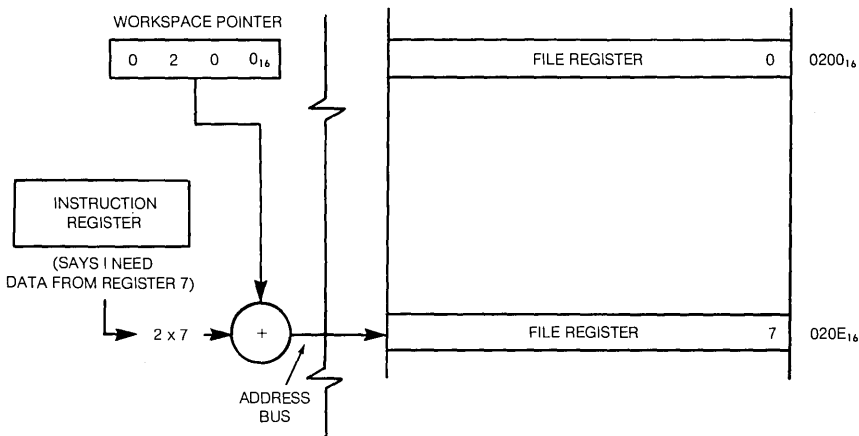 WORKSPACE POINTER
0 2 0 0₁₆
FILE REGISTER 0
0200₁₆
INSTRUCTION
REGISTER
(SAYS I NEED
DATA FROM REGISTER 7)
2 x 7
+
FILE REGISTER 7
020E₁₆
ADDRESS
BUS